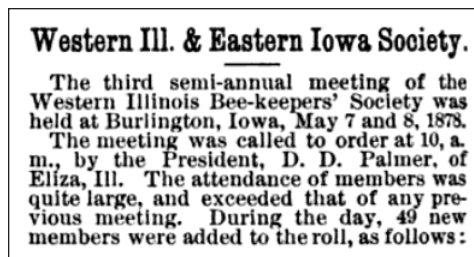 Western Ill. & Eastern Iowa Society.
The third semi-annual meeting of the
Western Illinois Bee-keepers' Society was
held at Burlington, Iowa, May 7 and 8, 1878.
The meeting was called to order at 10, a.
m., by the President, D. D. Palmer, of
Eliza, Ill. The attendance of members was
quite large, and exceeded that of any pre-
vious meeting. During the day, 49 new
members were added to the roll, as follows: